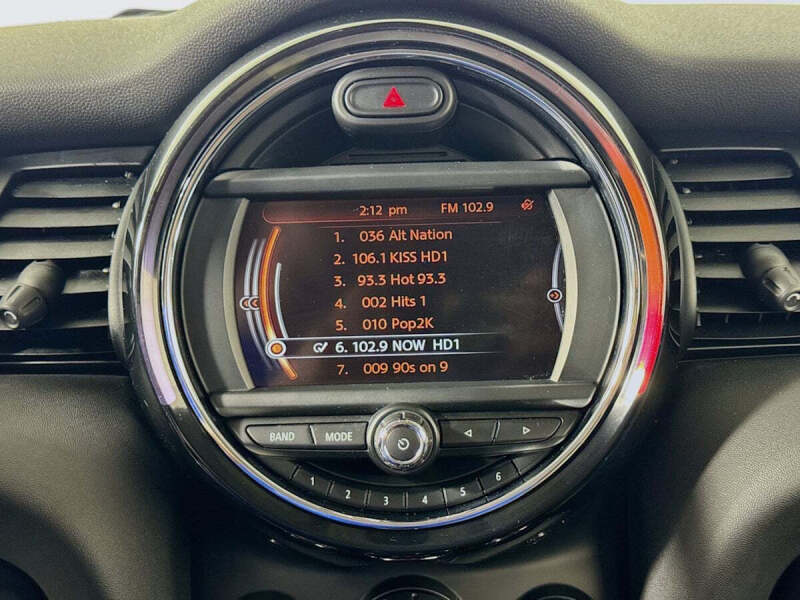 2:12 pm FM 102.9
1. 036 Alt Nation
2. 106.1 KISS HD1
3. 93.3 Hot 93.3
4. 002 Hits 1
5. 010 Pop2K
6. 102.9 NOW HD1
7. 009 90s on 9
BAND MODE
1 2 3 4 5 6